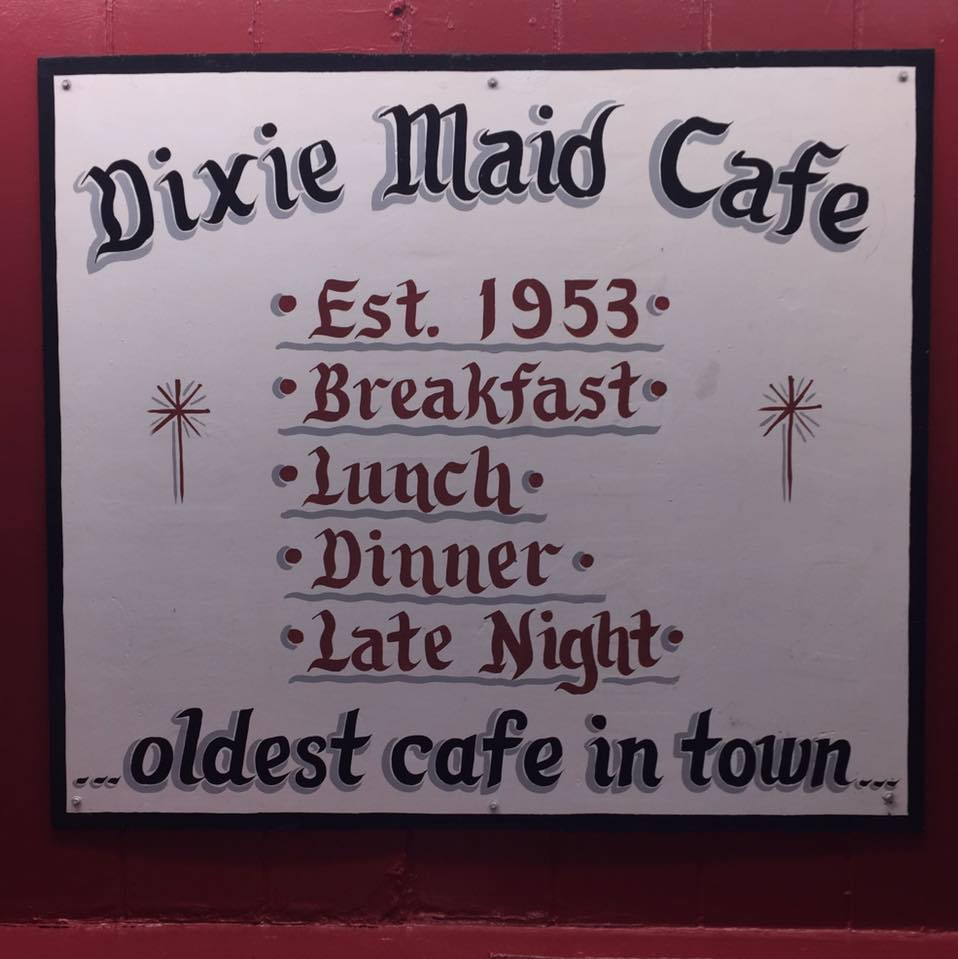 Dixie Maid Cafe
• Est. 1953 •
• Breakfast •
• Lunch •
• Dinner •
• Late Night •
...oldest cafe in town...